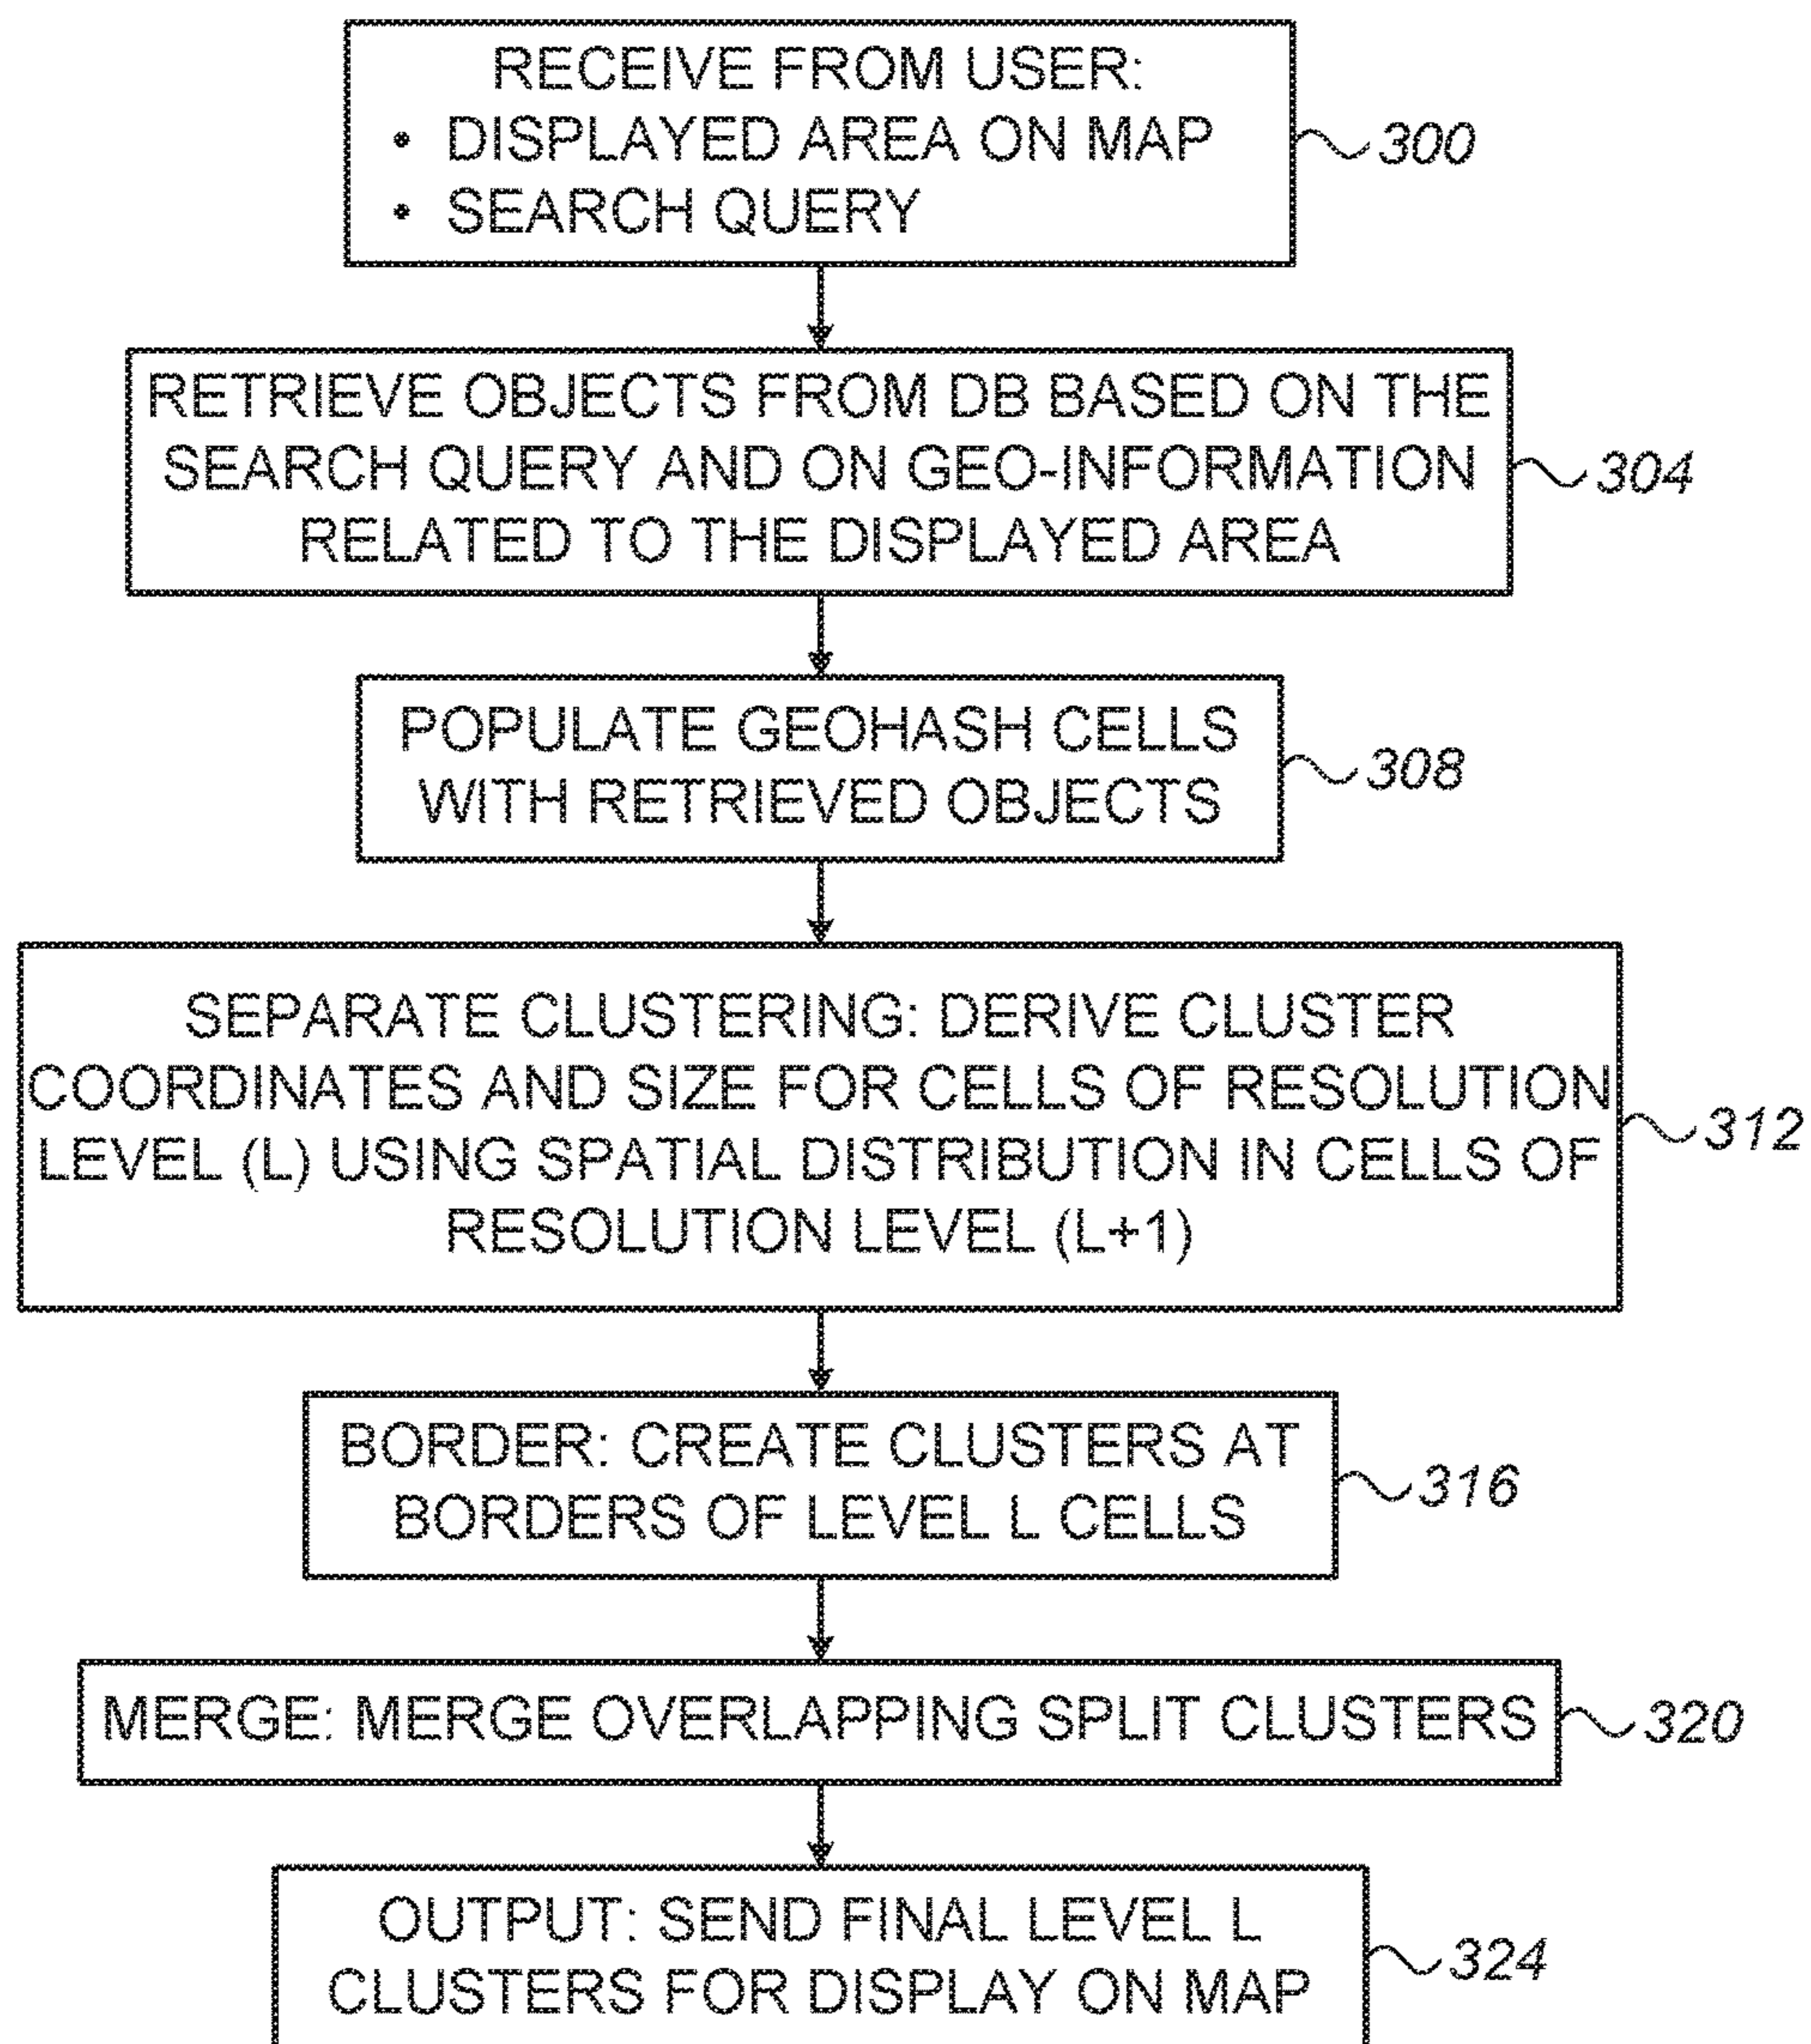 RECEIVE FROM USER:
• DISPLAYED AREA ON MAP
• SEARCH QUERY
300
RETRIEVE OBJECTS FROM DB BASED ON THE
SEARCH QUERY AND ON GEO-INFORMATION
RELATED TO THE DISPLAYED AREA
304
POPULATE GEOHASH CELLS
WITH RETRIEVED OBJECTS
308
SEPARATE CLUSTERING: DERIVE CLUSTER
COORDINATES AND SIZE FOR CELLS OF RESOLUTION
LEVEL (L) USING SPATIAL DISTRIBUTION IN CELLS OF
RESOLUTION LEVEL (L+1)
312
BORDER: CREATE CLUSTERS AT
BORDERS OF LEVEL L CELLS
316
MERGE: MERGE OVERLAPPING SPLIT CLUSTERS
320
OUTPUT: SEND FINAL LEVEL L
CLUSTERS FOR DISPLAY ON MAP
324